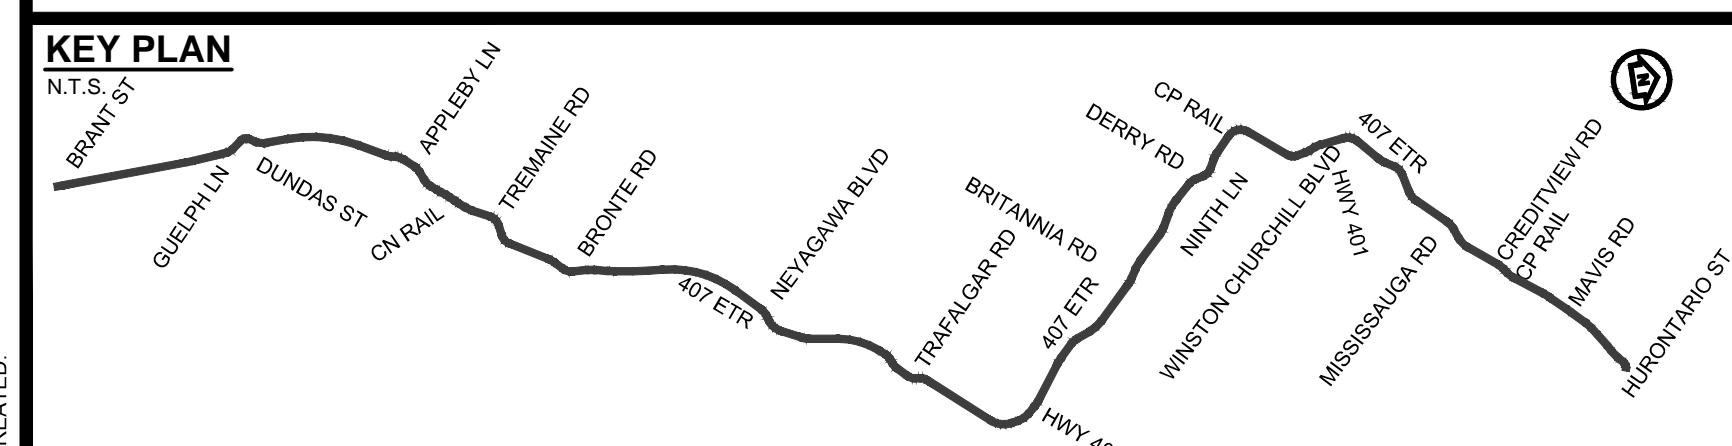 KEY PLAN
N.T.S.
BRANT ST
GUELPH LN
DUNDAS ST
APPLEBY LN
CN RAIL
TREMAINE RD
BRONTE RD
407 ETR
NEYAGAWA BLVD
TRAFALGAR RD
HWY
BRITANNIA RD
407 ETR
DERRY RD
CP RAIL
NINTH LN
WINSTON CHURCHILL BLVD
HWY 401
407 ETR
MISSISSAUGA RD
CREDITVIEW RD
CP RAIL
MAVIS RD
HURONTARIO ST
N